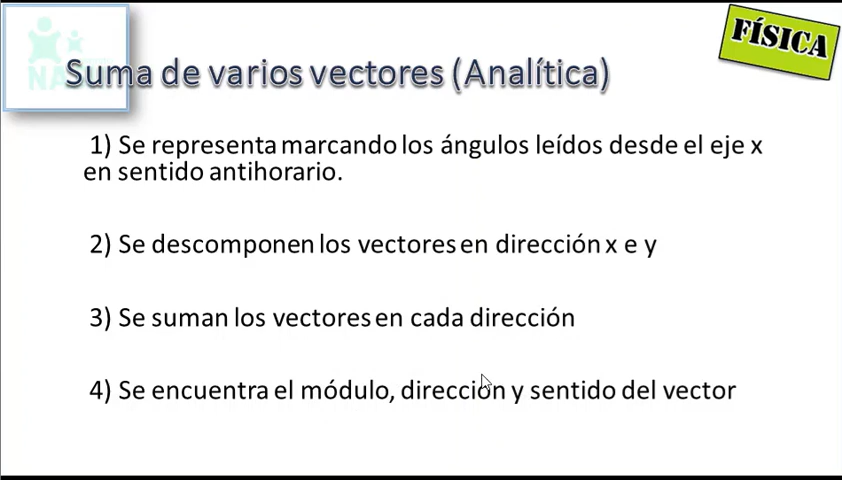 FÍSICA
Suma de varios vectores (Analítica)
1) Se representa marcando los ángulos leídos desde el eje x
en sentido antihorario.
2) Se descomponen los vectores en dirección x e y
3) Se suman los vectores en cada dirección
4) Se encuentra el módulo, dirección y sentido del vector